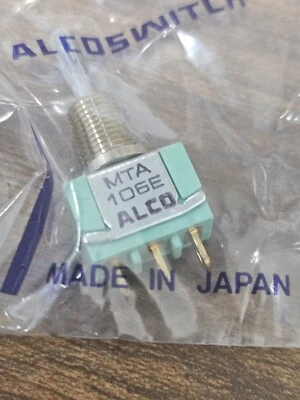 ALCOSWITCH
MTA
106E
ALCO
MADE IN JAPAN